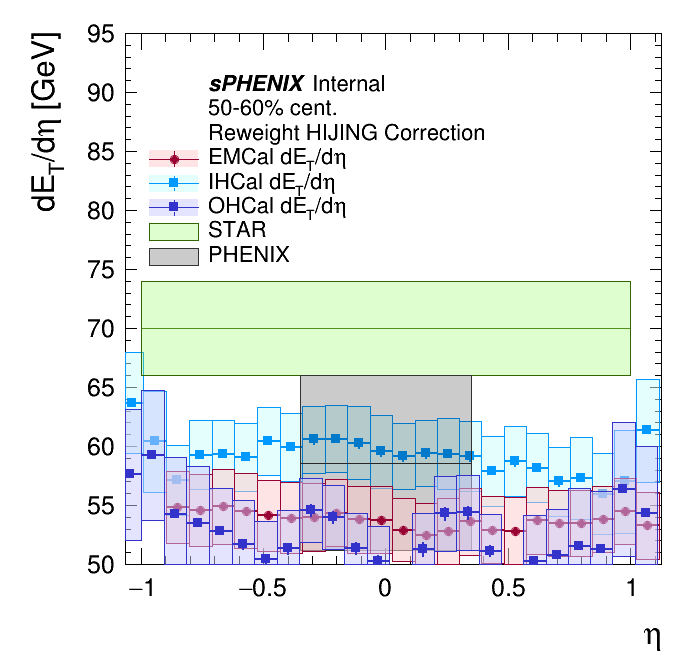 dE_T/dη [GeV]
95
90
85
80
75
70
65
60
55
50
sPHENIX Internal
50-60% cent.
Reweight HIJING Correction
EMCal dE_T/dη
IHCal dE_T/dη
OHCal dE_T/dη
STAR
PHENIX
−1
−0.5
0
0.5
1
η